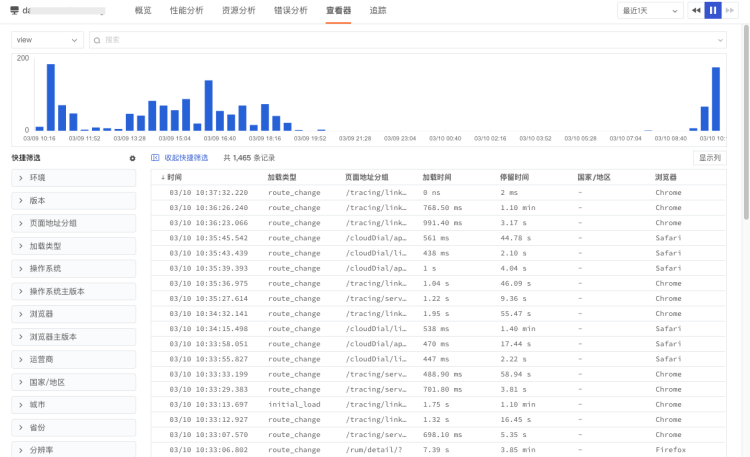 da
概览 性能分析 资源分析 错误分析 查看器 追踪
最近1天
view
搜索
200
0
03/09 10:16 03/09 11:52 03/09 13:28 03/09 15:04 03/09 16:40 03/09 18:16 03/09 19:52 03/09 21:28 03/09 23:04 03/10 00:40 03/10 02:16 03/10 03:52 03/10 05:28 03/10 07:04 03/10 08:40 03/10 10:
快捷筛选
收起快捷筛选 共 1,465 条记录
显示列
环境
版本
页面地址分组
加载类型
操作系统
操作系统主版本
浏览器
浏览器主版本
运营商
国家/地区
城市
省份
分辨率
↓ 时间 加载类型 页面地址分组 加载时间 停留时间 国家/地区 浏览器
03/10 10:37:32.220 route_change /tracing/link… 0 ns 2 ms – Chrome
03/10 10:36:26.240 route_change /tracing/link… 768.50 ms 1.10 min – Chrome
03/10 10:36:23.066 route_change /tracing/link… 991.40 ms 3.17 s – Chrome
03/10 10:35:45.542 route_change /cloudDial/ap… 561 ms 44.78 s – Safari
03/10 10:35:43.439 route_change /cloudDial/li… 438 ms 2.10 s – Safari
03/10 10:35:39.393 route_change /cloudDial/ap… 1 s 4.04 s – Safari
03/10 10:35:36.975 route_change /tracing/link… 1.04 s 46.09 s – Chrome
03/10 10:35:27.614 route_change /tracing/serv… 1.22 s 9.36 s – Chrome
03/10 10:34:32.141 route_change /tracing/link… 1.95 s 55.47 s – Chrome
03/10 10:34:15.498 route_change /cloudDial/li… 538 ms 1.40 min – Safari
03/10 10:33:58.051 route_change /cloudDial/ap… 470 ms 17.44 s – Safari
03/10 10:33:55.827 route_change /cloudDial/li… 447 ms 2.22 s – Safari
03/10 10:33:33.199 route_change /tracing/serv… 488.90 ms 58.94 s – Chrome
03/10 10:33:29.383 route_change /tracing/serv… 701.80 ms 3.81 s – Chrome
03/10 10:33:13.697 initial_load /tracing/link… 1.75 s 1.10 min – Chrome
03/10 10:33:12.927 route_change /tracing/link… 1.32 s 16.45 s – Chrome
03/10 10:33:07.570 route_change /tracing/serv… 698.10 ms 5.35 s – Chrome
03/10 10:33:06.802 route_change /rum/detail/? 7.39 s 3.85 min – Firefox